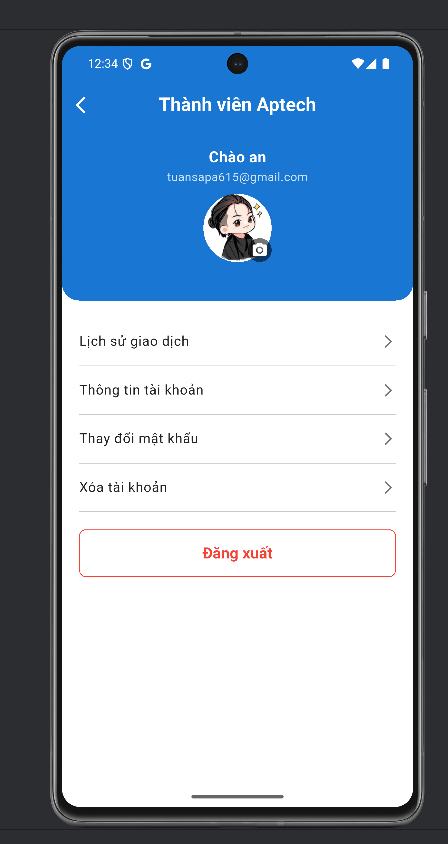 12:34
Thành viên Aptech
Chào an
tuansapa615@gmail.com
Lịch sử giao dịch
Thông tin tài khoản
Thay đổi mật khẩu
Xóa tài khoản
Đăng xuất